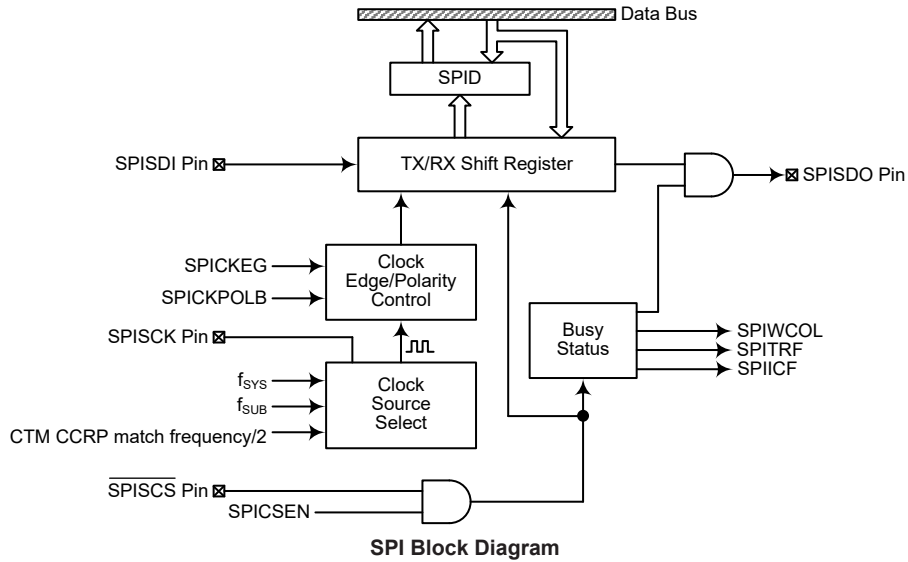 Data Bus
SPID
SPISDI Pin
TX/RX Shift Register
SPISDO Pin
SPICKEG
SPICKPOLB
Clock
Edge/Polarity
Control
SPISCK Pin
Busy
Status
SPIWCOL
SPITRF
SPIICF
fSYS
fSUB
CTM CCRP match frequency/2
Clock
Source
Select
SPISCS Pin
SPICSEN
SPI Block Diagram